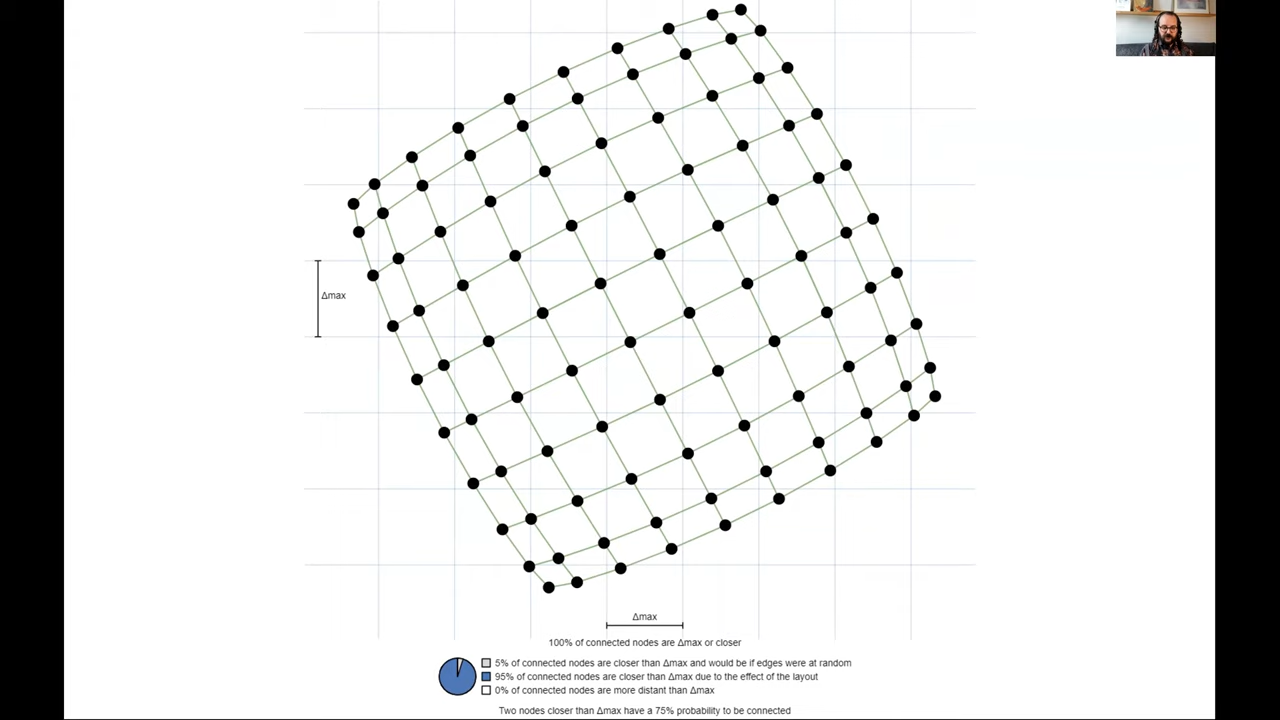 Δmax
Δmax
100% of connected nodes are Δmax or closer
5% of connected nodes are closer than Δmax and would be if edges were at random
95% of connected nodes are closer than Δmax due to the effect of the layout
0% of connected nodes are more distant than Δmax
Two nodes closer than Δmax have a 75% probability to be connected